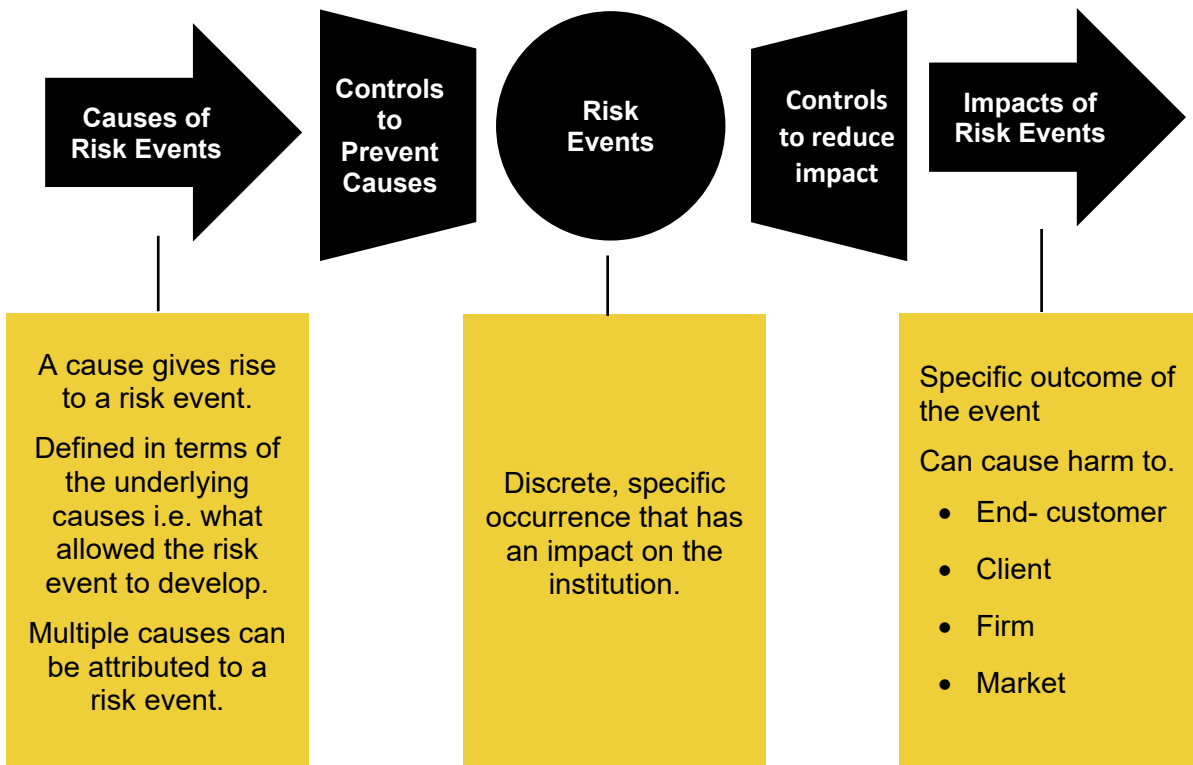 Causes of
Risk Events
Controls
to
Prevent
Causes
Risk
Events
Controls
to reduce
impact
Impacts of
Risk Events
A cause gives rise
to a risk event.
Defined in terms of
the underlying
causes i.e. what
allowed the risk
event to develop.
Multiple causes can
be attributed to a
risk event.
Discrete, specific
occurrence that has
an impact on the
institution.
Specific outcome of
the event
Can cause harm to.
• End- customer
• Client
• Firm
• Market